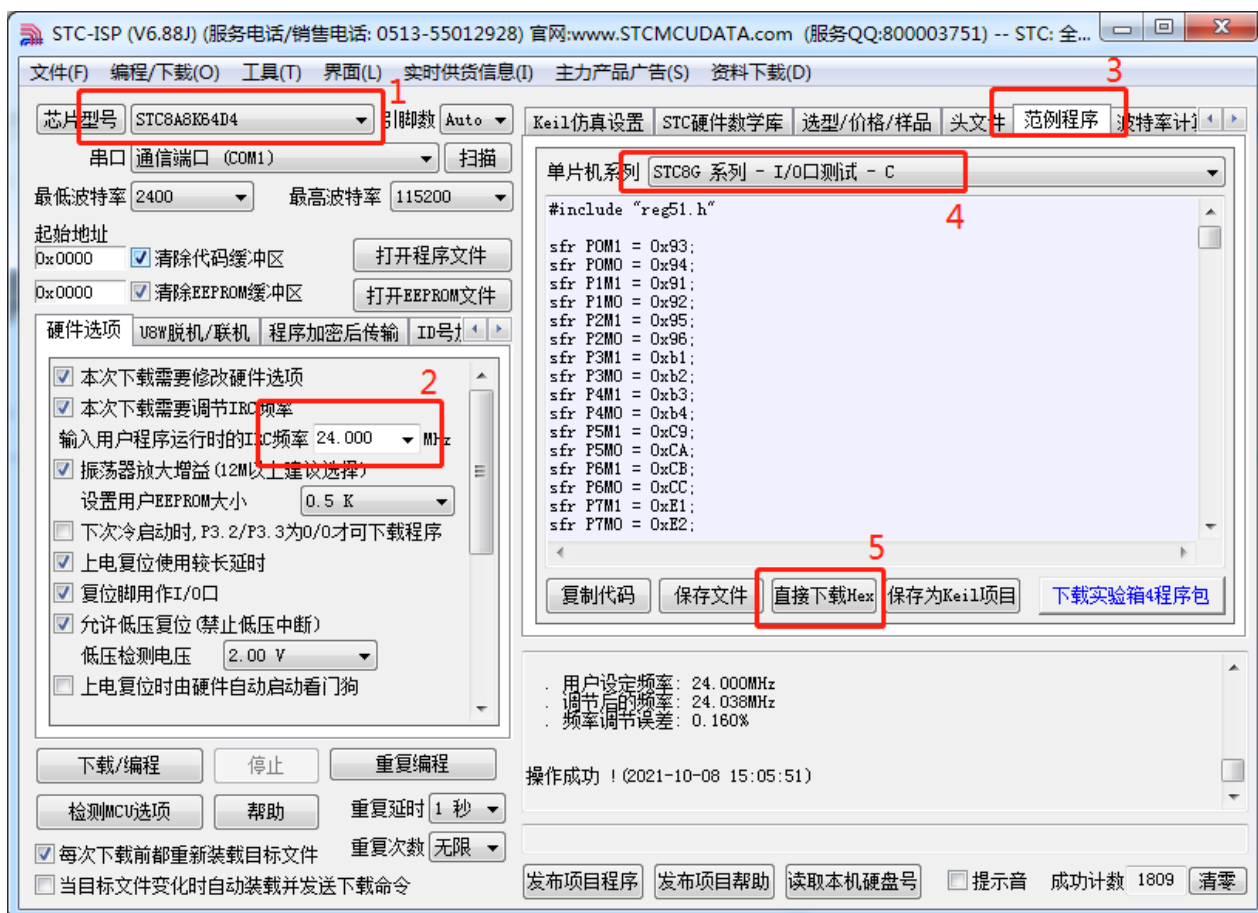 STC-ISP (V6.88J) (服务电话/销售电话: 0513-55012928) 官网:www.STCMCUDATA.com (服务QQ:800003751) -- STC: 全...
文件(F) 编程/下载(O) 工具(T) 界面(L) 实时供货信息(I) 主力产品广告(S) 资料下载(D)
1
3
芯片型号 STC8A8K64D4 引脚数 Auto
串口 通信端口 (COM1) 扫描
最低波特率 2400 最高波特率 115200
起始地址
0x0000 清除代码缓冲区 打开程序文件
0x0000 清除EEPROM缓冲区 打开EEPROM文件
硬件选项 U8W脱机/联机 程序加密后传输
本次下载需要修改硬件选项
2
本次下载需要调节IRC频率
输入用户程序运行时的IRC频率 24.000 MHz
振荡器放大增益(12M以上建议选择)
设置用户EEPROM大小 0.5 K
下次冷启动时,P3.2/P3.3为0/0才可下载程序
上电复位使用较长延时
复位脚用作I/O口
允许低压复位(禁止低压中断)
低压检测电压 2.00 V
上电复位时由硬件自动启动看门狗
下载/编程 停止 重复编程
检测MCU选项 帮助 重复延时 1 秒
每次下载前都重新装载目标文件 重复次数 无限
当目标文件变化时自动装载并发送下载命令
Keil仿真设置 STC硬件数学库 选型/价格/样品 头文件 范例程序
单片机系列 STC8G 系列 - I/O口测试 - C
4
#include "reg51.h"
sfr P0M1 = 0x93;
sfr P0M0 = 0x94;
sfr P1M1 = 0x91;
sfr P1M0 = 0x92;
sfr P2M1 = 0x95;
sfr P2M0 = 0x96;
sfr P3M1 = 0xb1;
sfr P3M0 = 0xb2;
sfr P4M1 = 0xb3;
sfr P4M0 = 0xb4;
sfr P5M1 = 0xC9;
sfr P5M0 = 0xCA;
sfr P6M1 = 0xCB;
sfr P6M0 = 0xCC;
sfr P7M1 = 0xE1;
sfr P7M0 = 0xE2;
5
复制代码 保存文件 直接下载Hex 保存为Keil项目 下载实验箱4程序包
. 用户设定频率: 24.000MHz
. 调节后的频率: 24.038MHz
. 频率调节误差: 0.160%
操作成功 !(2021-10-08 15:05:51)
发布项目程序 发布项目帮助 读取本机硬盘号 提示音 成功计数 1809 清零